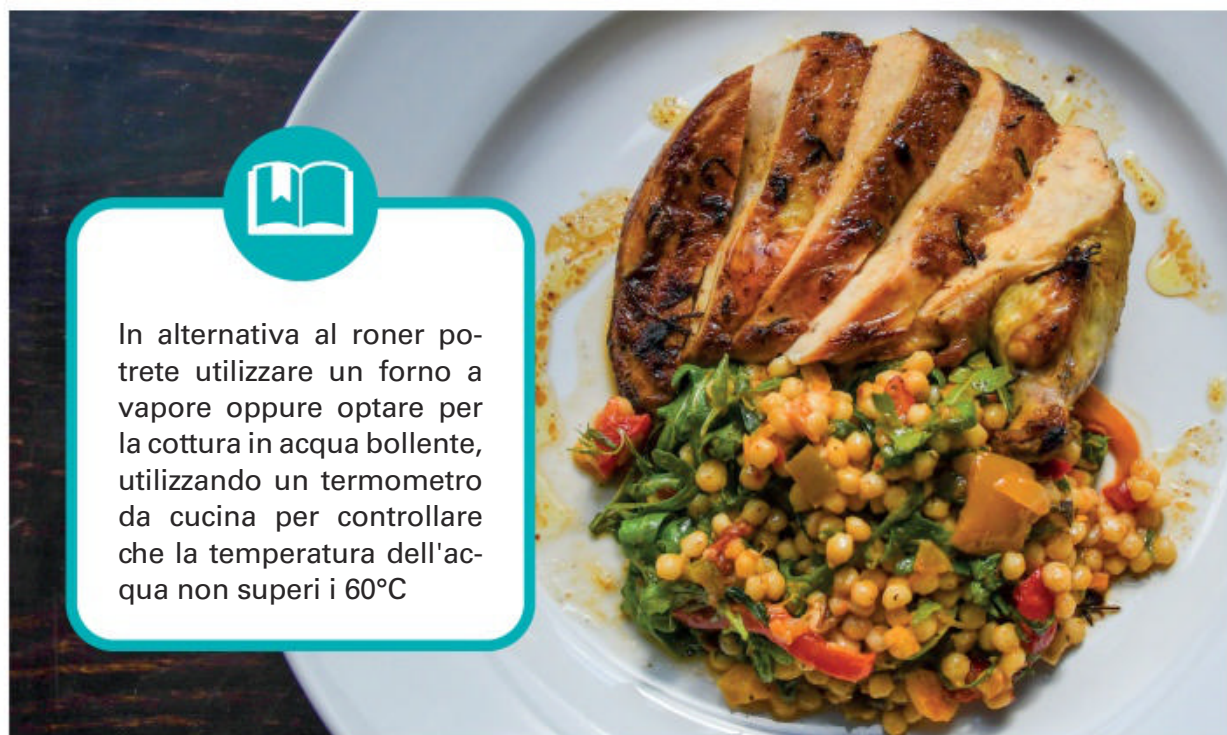 In alternativa al roner po-
trete utilizzare un forno a
vapore oppure optare per
la cottura in acqua bollente,
utilizzando un termometro
da cucina per controllare
che la temperatura dell'ac-
qua non superi i 60°C